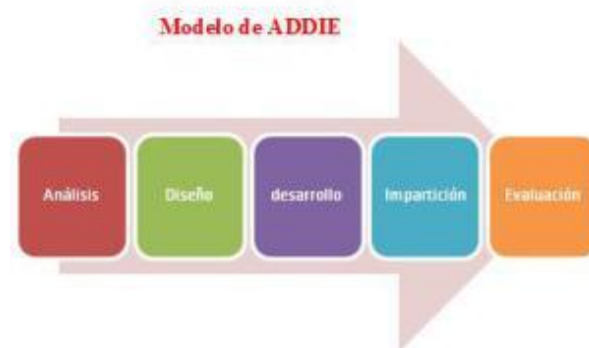 Modelo de ADDIE
Análisis
Diseño
desarrollo
Impartición
Evaluación